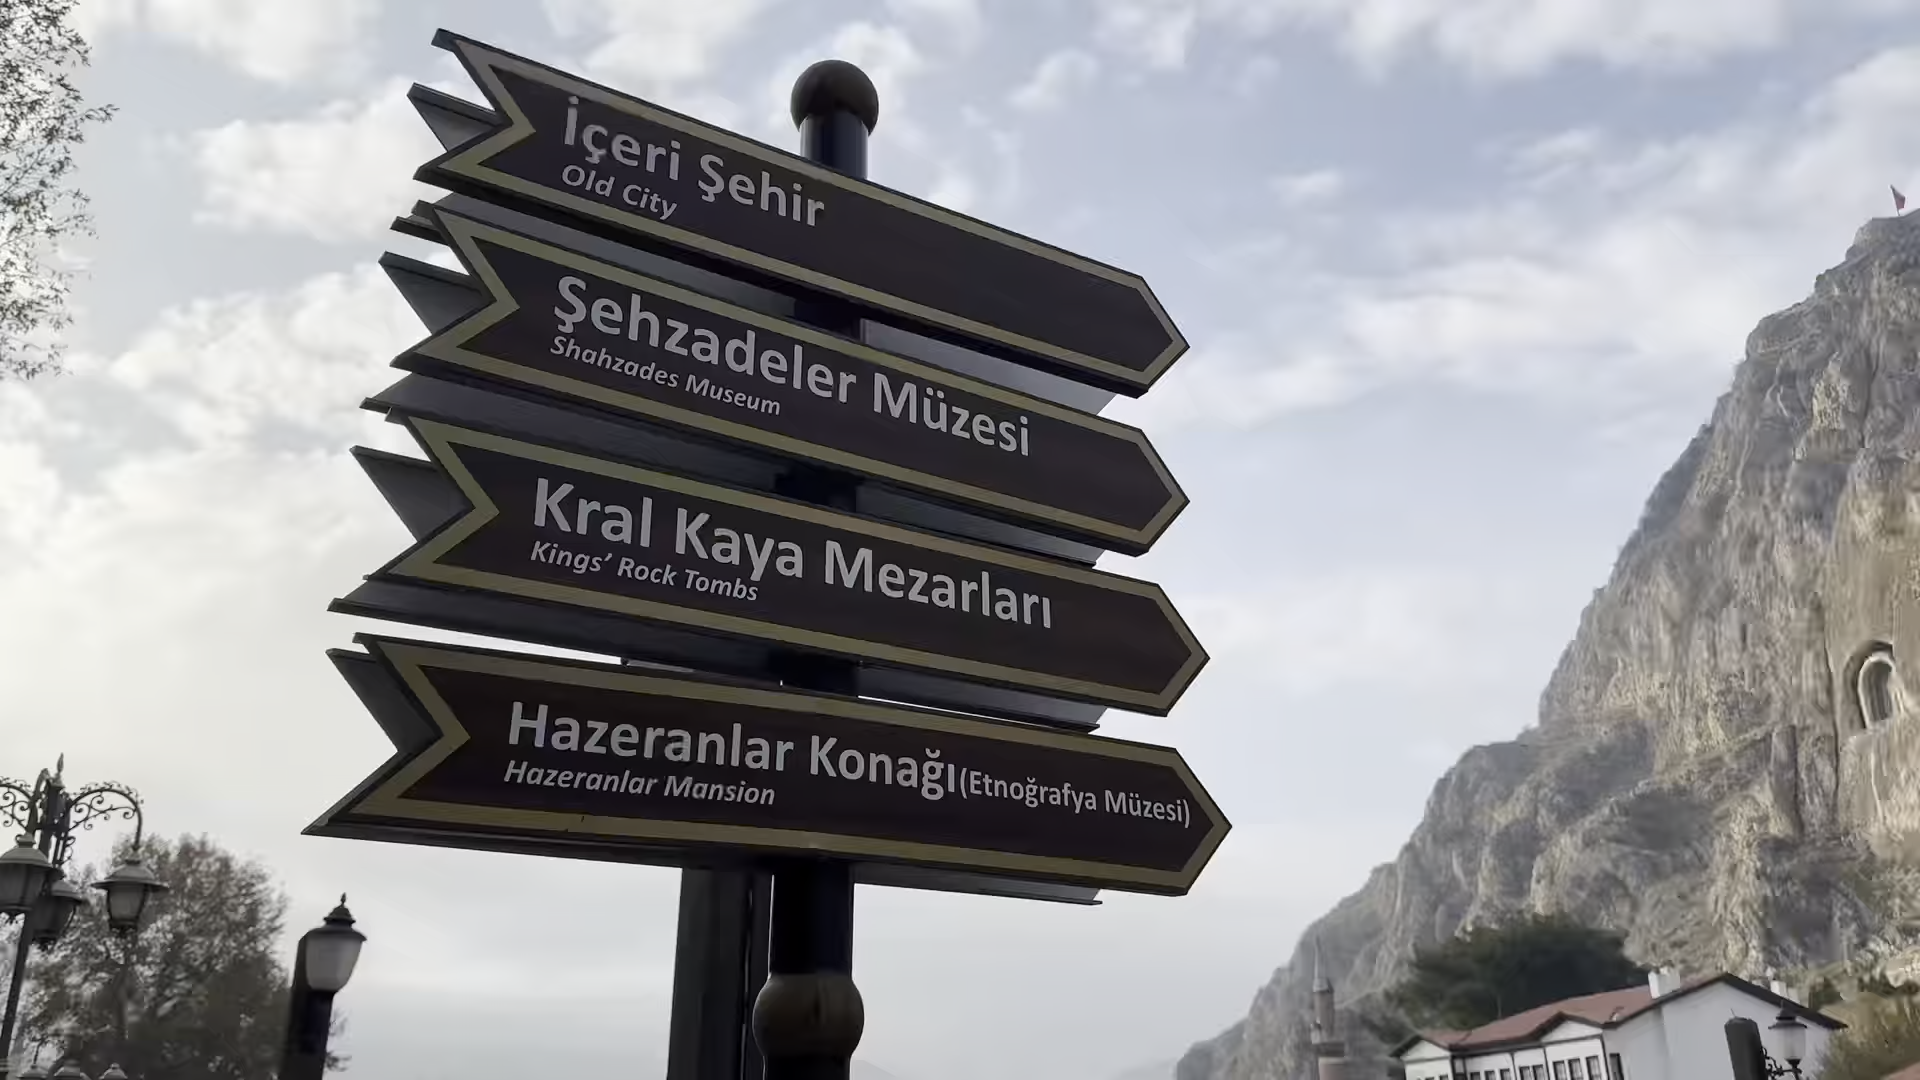 İçeri Şehir
Old City
Şehzadeler Müzesi
Shahzades Museum
Kral Kaya Mezarları
Kings' Rock Tombs
Hazeranlar Konağı (Etnoğrafya Müzesi)
Hazeranlar Mansion